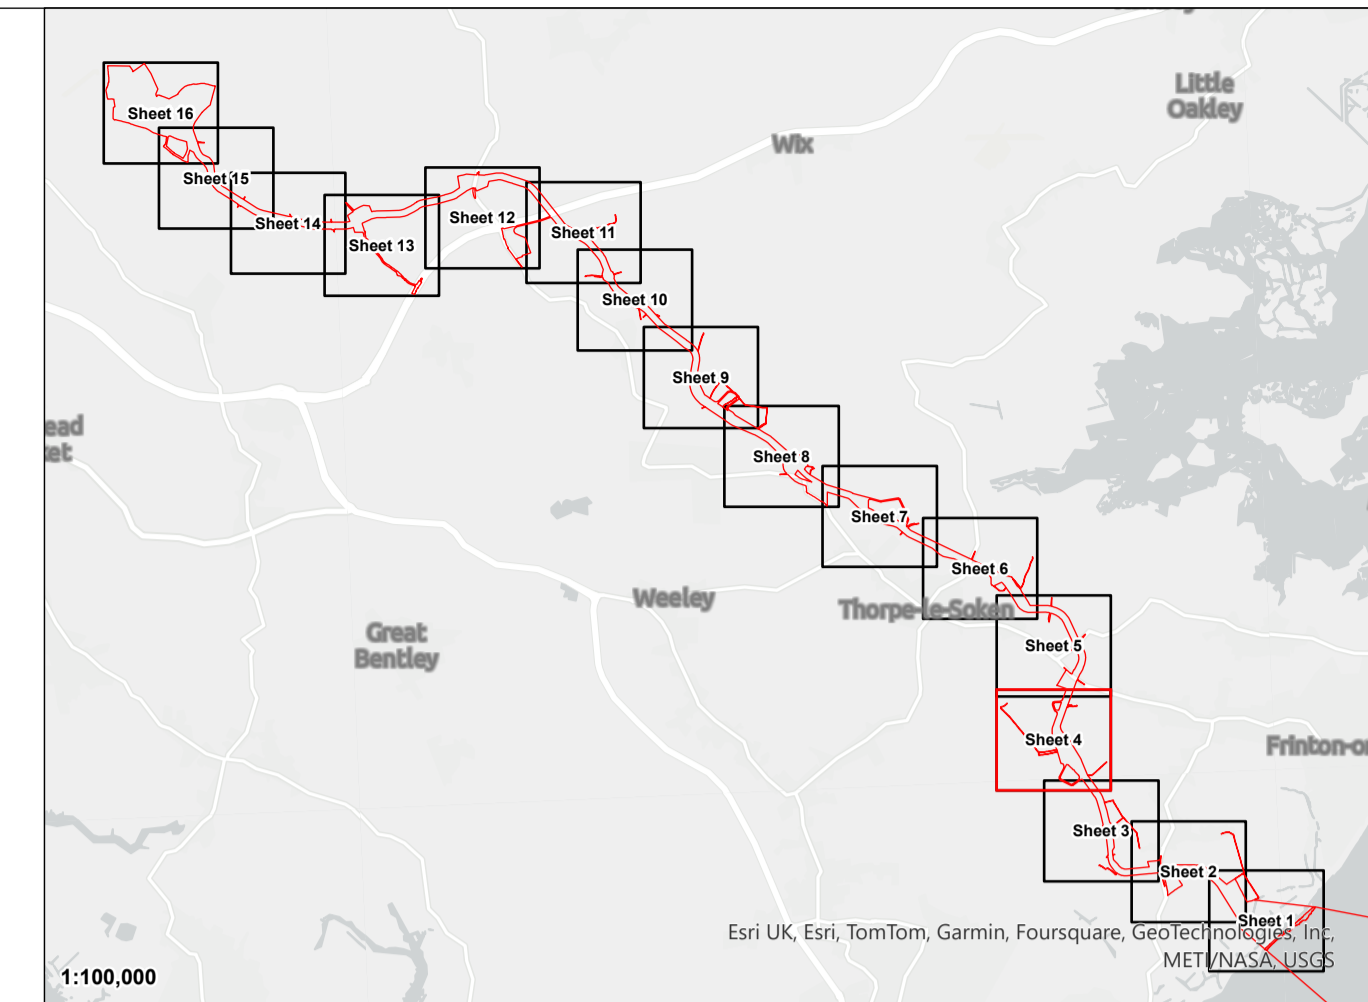 Little
Oakley
Wix
Sheet 16
Sheet 15
Sheet 14
Sheet 13
Sheet 12
Sheet 11
Sheet 10
Sheet 9
Sheet 8
Sheet 7
Sheet 6
Thorpe-le-Soken
Weeley
Great
Bentley
Sheet 5
Sheet 4
Sheet 3
Sheet 2
Sheet 1
ead
ket
Frinton-on
Esri UK, Esri, TomTom, Garmin, Foursquare, GeoTechnologies, Inc,
METI/NASA, USGS
1:100,000